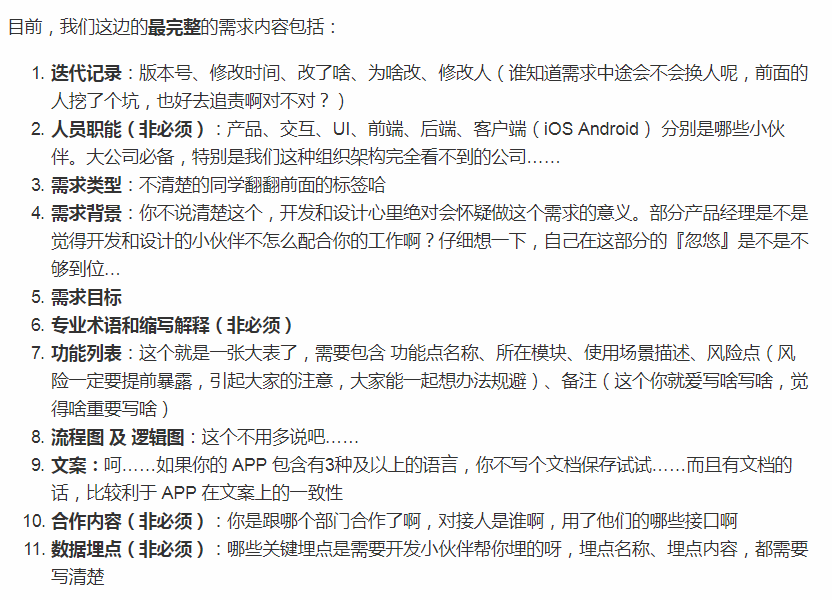 目前，我们这边的最完整的需求内容包括：
1. 迭代记录：版本号、修改时间、改了啥、为啥改、修改人（谁知道需求中途会不会换人呢，前面的
人挖了个坑，也好去追责啊对不对？）
2. 人员职能（非必须）：产品、交互、UI、前端、后端、客户端（iOS Android ） 分别是哪些小伙
伴。大公司必备，特别是我们这种组织架构完全看不到的公司……
3. 需求类型：不清楚的同学翻翻前面的标签哈
4. 需求背景：你不说清楚这个，开发和设计心里绝对会怀疑做这个需求的意义。部分产品经理是不是
觉得开发和设计的小伙伴不怎么配合你的工作啊？仔细想一下，自己在这部分的『忽悠』是不是不
够到位…
5. 需求目标
6. 专业术语和缩写解释（非必须）
7. 功能列表：这个就是一张大表了，需要包含 功能点名称、所在模块、使用场景描述、风险点（风
险一定要提前暴露，引起大家的注意，大家能一起想办法规避）、备注（这个你就爱写啥写啥，觉
得啥重要写啥）
8. 流程图 及 逻辑图：这个不用多说吧……
9. 文案：呵……如果你的 APP 包含有3种及以上的语言，你不写个文档保存试试……而且有文档的
话，比较利于 APP 在文案上的一致性
10. 合作内容（非必须）：你是跟哪个部门合作了啊，对接人是谁啊，用了他们的哪些接口啊
11. 数据埋点（非必须）：哪些关键埋点是需要开发小伙伴帮你埋的呀，埋点名称、埋点内容，都需要
写清楚